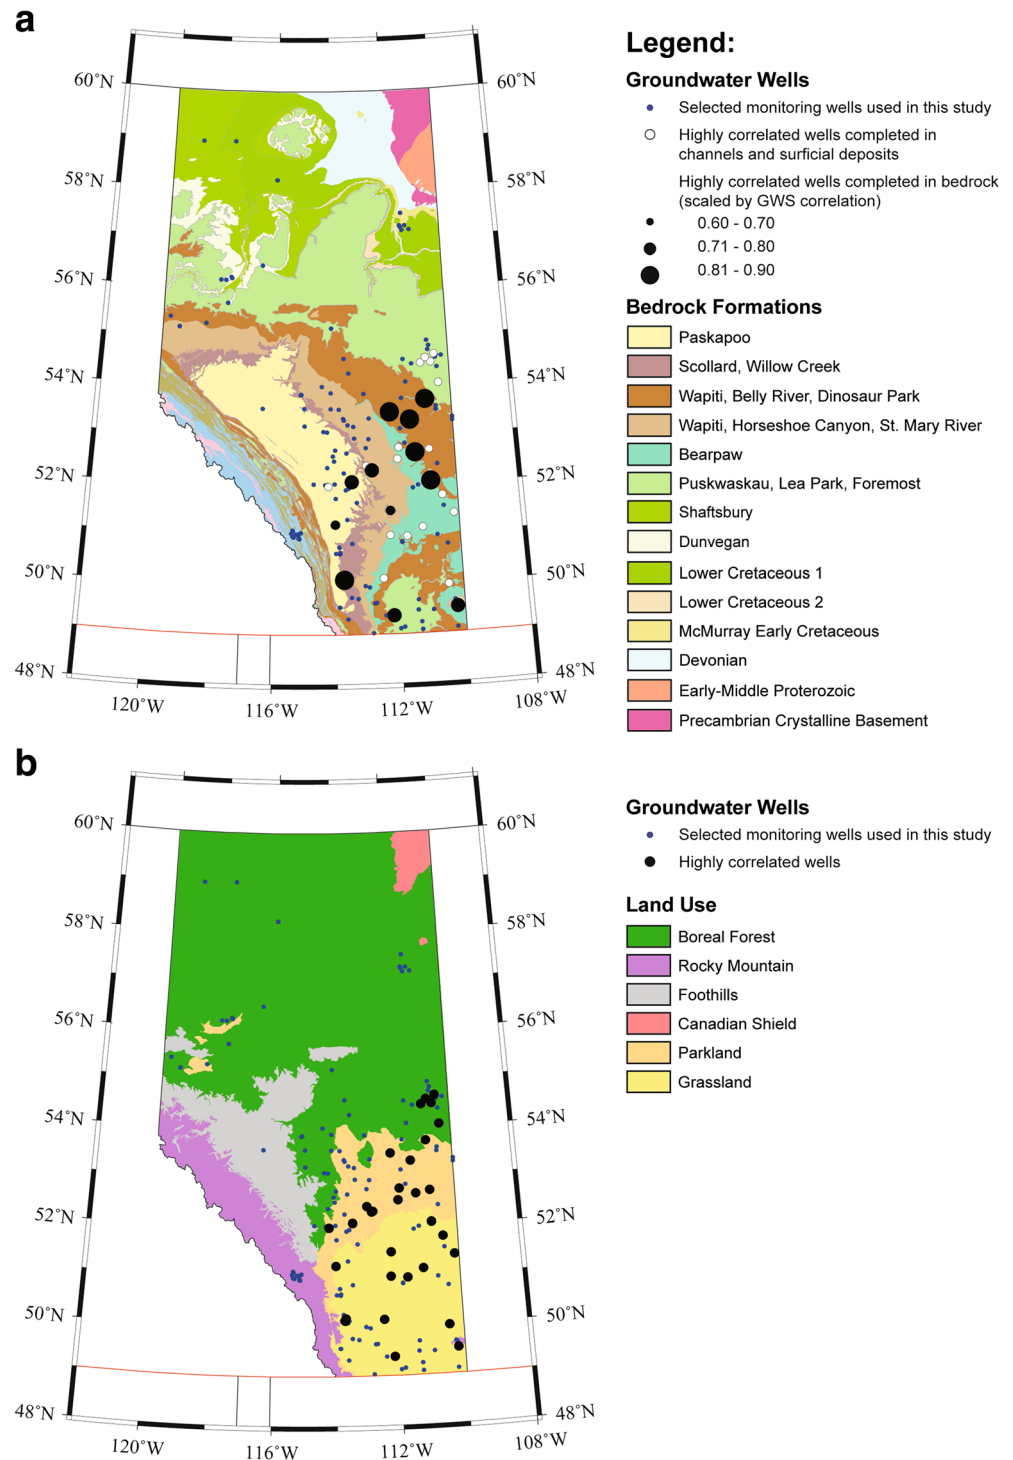 a
Legend:
Groundwater Wells
Selected monitoring wells used in this study
Highly correlated wells completed in
channels and surficial deposits
Highly correlated wells completed in bedrock
(scaled by GWS correlation)
0.60 - 0.70
0.71 - 0.80
0.81 - 0.90
Bedrock Formations
Paskapoo
Scollard, Willow Creek
Wapiti, Belly River, Dinosaur Park
Wapiti, Horseshoe Canyon, St. Mary River
Bearpaw
Puskwaskau, Lea Park, Foremost
Shaftsbury
Dunvegan
Lower Cretaceous 1
Lower Cretaceous 2
McMurray Early Cretaceous
Devonian
Early-Middle Proterozoic
Precambrian Crystalline Basement
60˚N 60˚N
58˚N 58˚N
56˚N 56˚N
54˚N 54˚N
52˚N 52˚N
50˚N 50˚N
48˚N 48˚N
120˚W 116˚W 112˚W 108˚W
b
Groundwater Wells
Selected monitoring wells used in this study
Highly correlated wells
Land Use
Boreal Forest
Rocky Mountain
Foothills
Canadian Shield
Parkland
Grassland
60˚N 60˚N
58˚N 58˚N
56˚N 56˚N
54˚N 54˚N
52˚N 52˚N
50˚N 50˚N
48˚N 48˚N
120˚W 116˚W 112˚W 108˚W